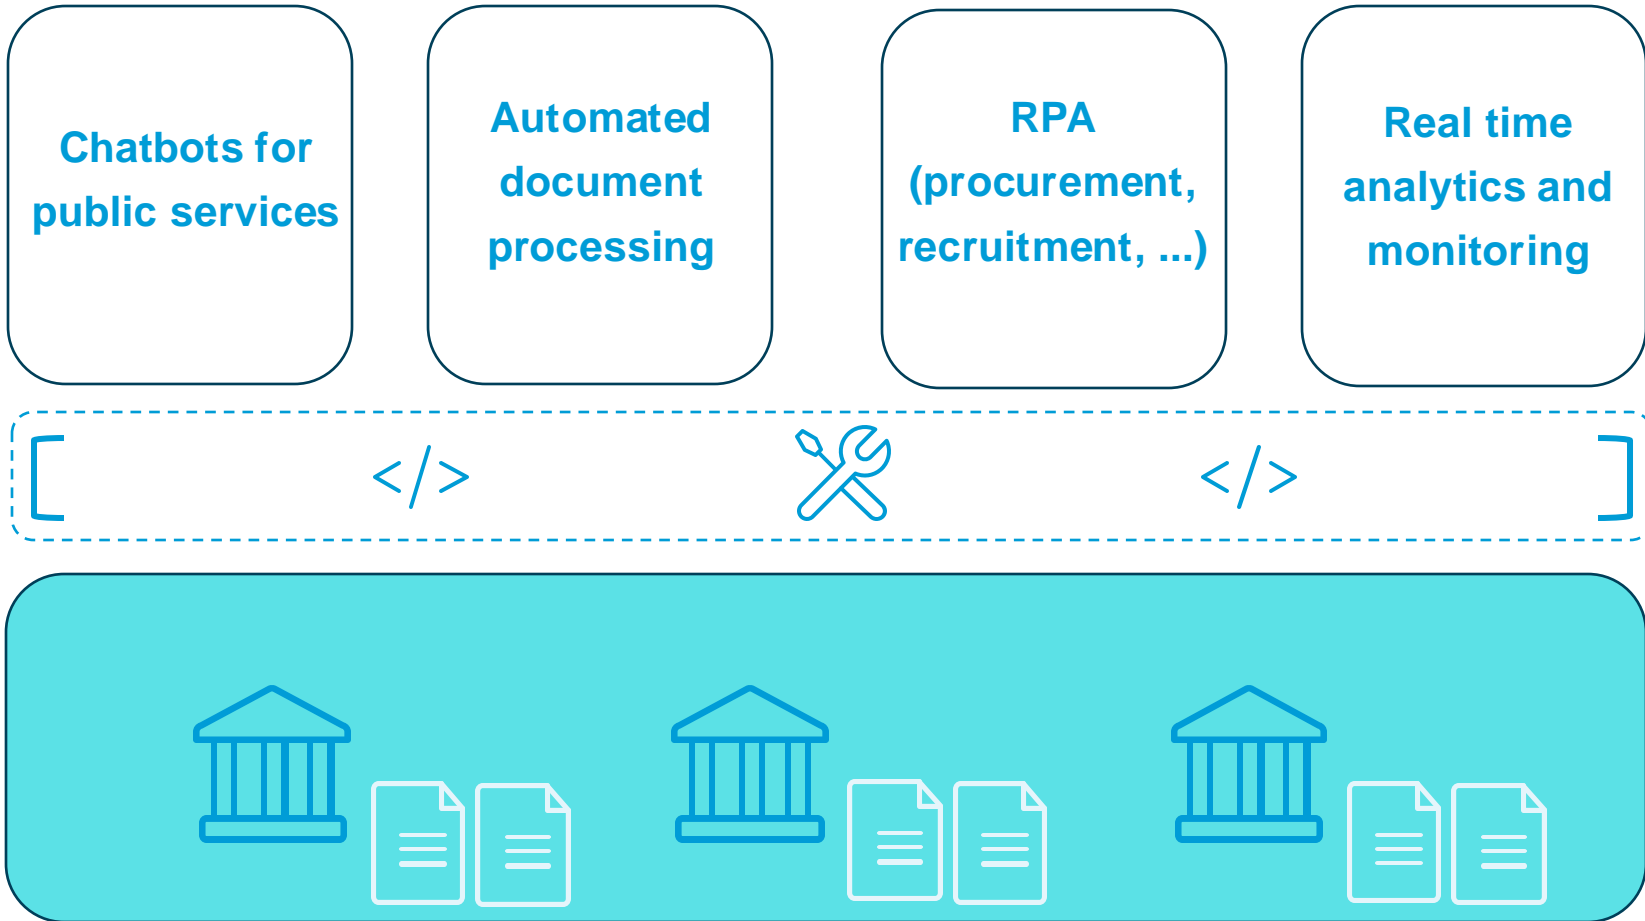 Chatbots for
public services
Automated
document
processing
RPA
(procurement,
recruitment, ...)
Real time
analytics and
monitoring